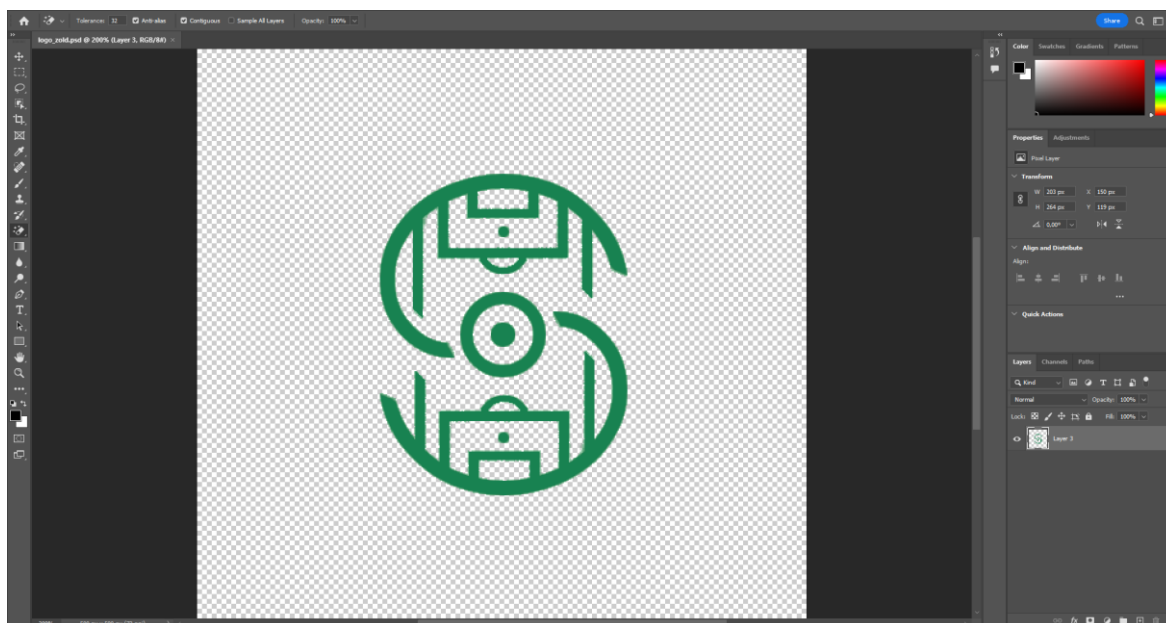 Tolerance: 32 Anti-alias Contiguous Sample All Layers Opacity: 100% Share
logo_zold.psd @ 200% (Layer 3, RGB/8#) ×
Color Swatches Gradients Patterns
Properties Adjustments
Pixel Layer
Transform
W 203 px X 150 px
H 264 px Y 119 px
0,00°
Align and Distribute
Align:
Quick Actions
Layers Channels Paths
Kind
Normal Opacity: 100%
Lock: Fill: 100%
Layer 3
fx